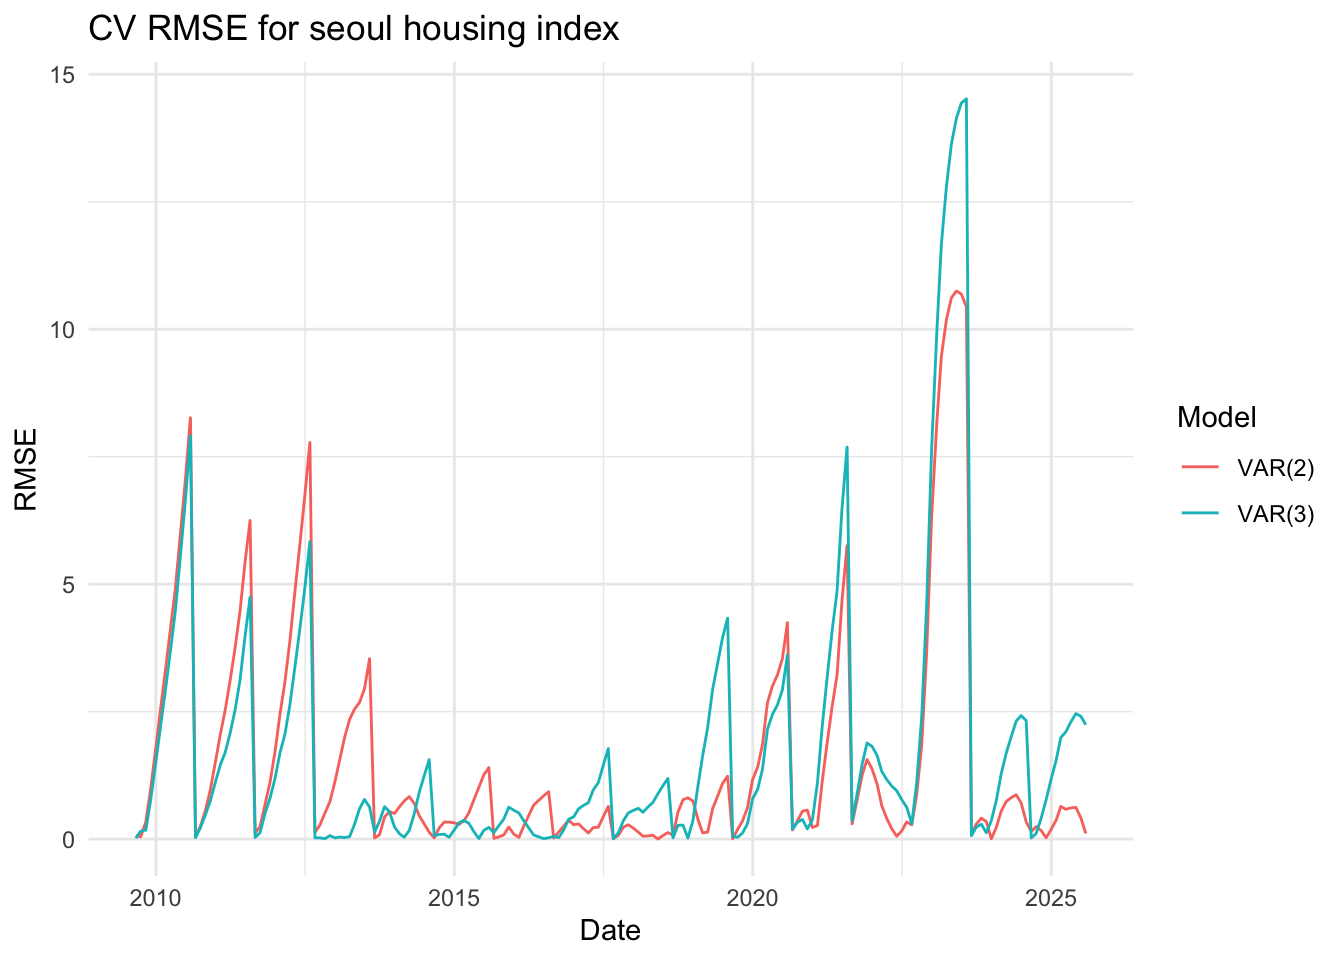 CV RMSE for seoul housing index
15
10
5
0
RMSE
2010
2015
2020
2025
Date
Model
VAR(2)
VAR(3)